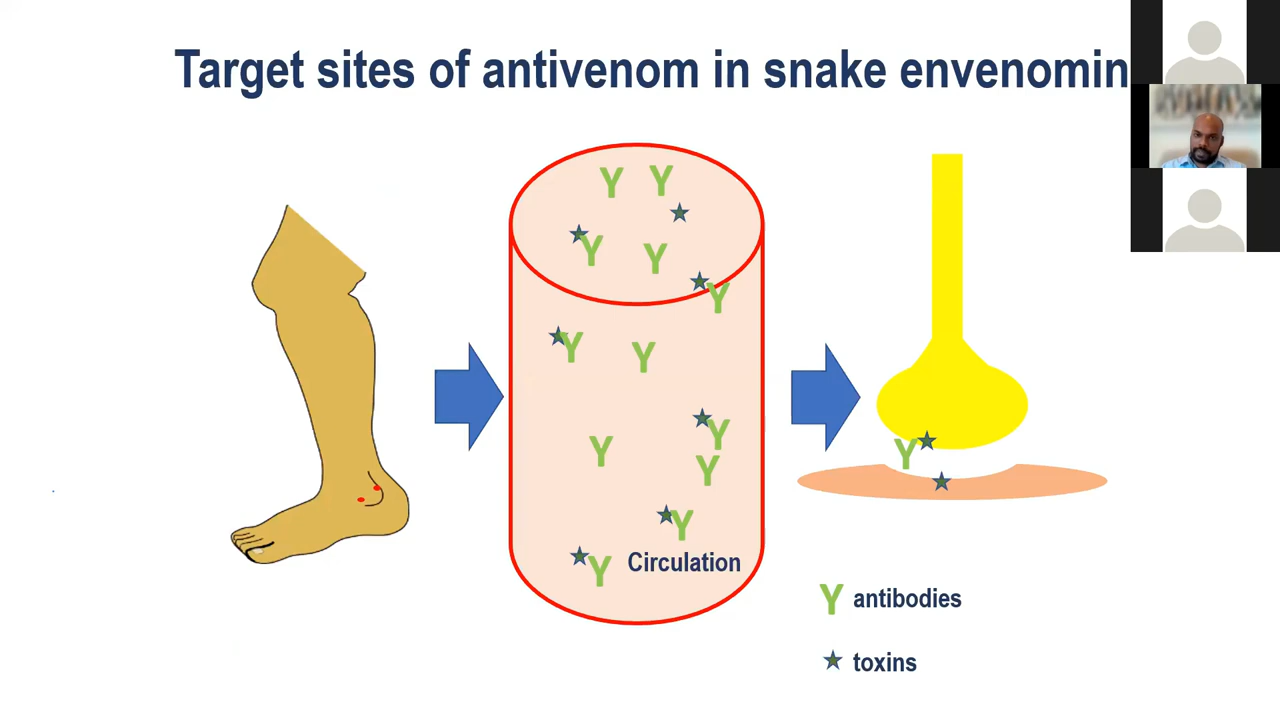 Target sites of antivenom in snake envenomin
Circulation
antibodies
toxins